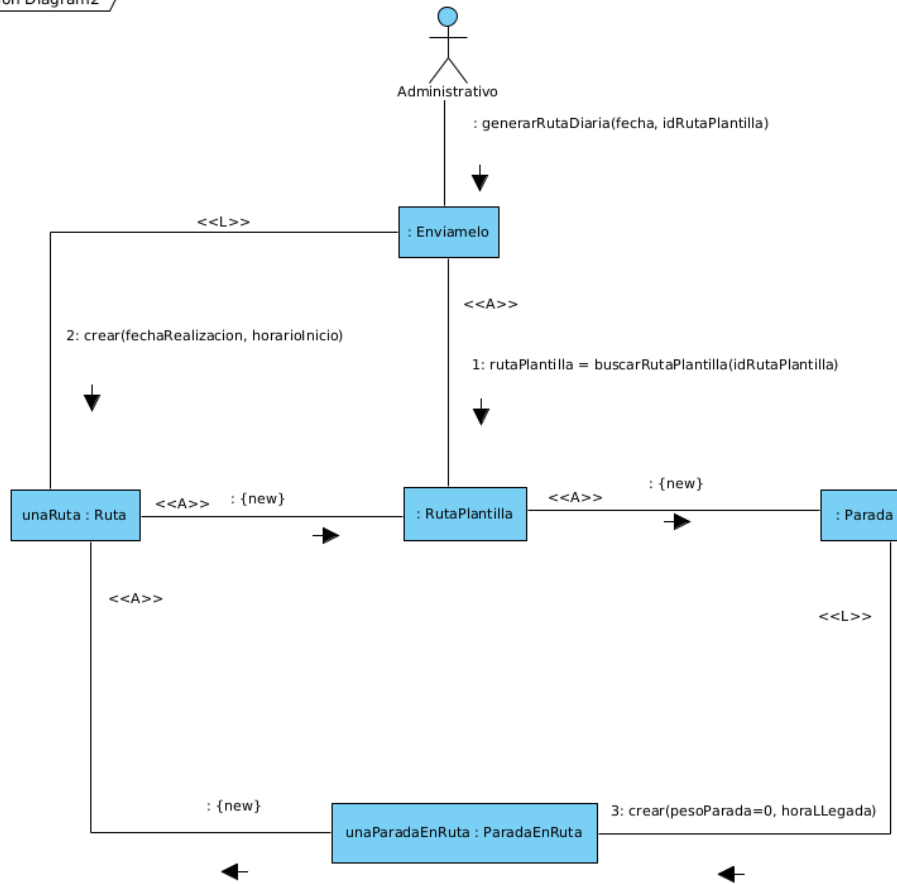 Diagram2
Administrativo
: generarRutaDiaria(fecha, idRutaPlantilla)
<<L>>
: Enviamelo
<<A>>
2: crear(fechaRealizacion, horarioInicio)
1: rutaPlantilla = buscarRutaPlantilla(idRutaPlantilla)
<<A>>
: {new}
<<A>>
: {new}
unaRuta : Ruta
: RutaPlantilla
: Parada
<<A>>
<<L>>
: {new}
3: crear(pesoParada=0, horaLLegada)
unaParadaEnRuta : ParadaEnRuta